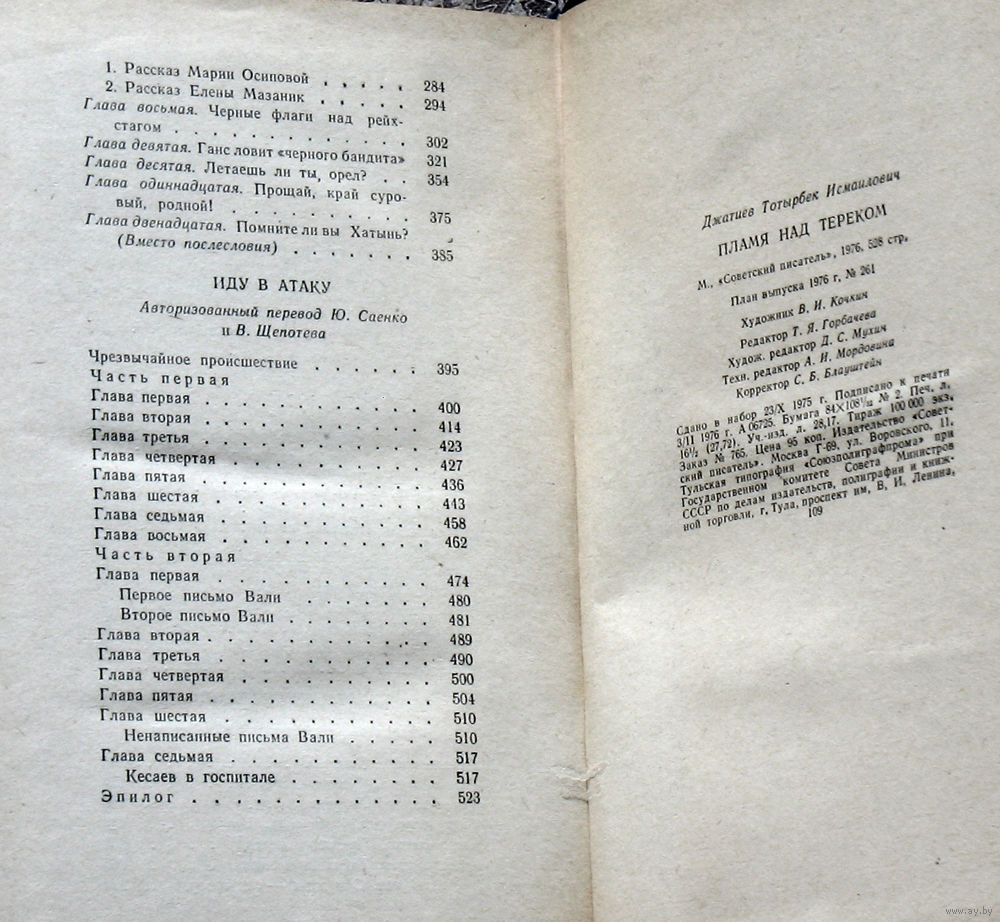 1. Рассказ Марии Осиповой . . . . . 284
2. Рассказ Елены Мазаник . . . . . 294
Глава восьмая. Черные флаги над рейх-
стагом . . . . . . . . . . . . 302
Глава девятая. Ганс ловит «черного бандита» 321
Глава десятая. Летаешь ли ты, орел? . . 354
Глава одиннадцатая. Прощай, край суро-
вый, родной! . . . . . . . . . 375
Глава двенадцатая. Помните ли вы Хатынь?
(Вместо послесловия) . . . . . . . 385
ИДУ В АТАКУ
Авторизованный перевод Ю. Саенко
и В. Щепотева
Чрезвычайное происшествие . . . . . . 395
Часть первая
Глава первая . . . . . . . . . . . 400
Глава вторая . . . . . . . . . . . 414
Глава третья . . . . . . . . . . . 423
Глава четвертая . . . . . . . . . . 427
Глава пятая . . . . . . . . . . . 436
Глава шестая . . . . . . . . . . . 443
Глава седьмая . . . . . . . . . . 458
Глава восьмая . . . . . . . . . . 462
Часть вторая
Глава первая . . . . . . . . . . . 474
Первое письмо Вали . . . . . . . 480
Второе письмо Вали . . . . . . . . 481
Глава вторая . . . . . . . . . . . 489
Глава третья . . . . . . . . . . . 490
Глава четвертая . . . . . . . . . . 500
Глава пятая . . . . . . . . . . . 504
Глава шестая . . . . . . . . . . . 510
Ненаписанные письма Вали . . . . . 510
Глава седьмая . . . . . . . . . . 517
Кесаев в госпитале . . . . . . . . 517
Эпилог . . . . . . . . . . . . . 523
Джатиев Тотырбек Исмаилович
ПЛАМЯ НАД ТЕРЕКОМ
М., «Советский писатель», 1976, 528 стр.
План выпуска 1976 г. № 261
Художник В. И. Кочкин
Редактор Т. Я. Горбачева
Худож. редактор Д. С. Мухин
Техн. редактор А. И. Мордовина
Корректор С. Б. Блауштейн
Сдано в набор 23/X 1975 г. Подписано к печати
3/II 1976 г. А 06725. Бумага 84×108¹/₃₂ № 2. Печ. л.
16½ (27,72). Уч.-изд. л. 28,17. Тираж 100 000 экз.
Заказ № 765. Цена 95 коп. Издательство «Совет-
ский писатель». Москва Г-69, ул. Воровского, 11.
Тульская типография «Союзполиграфпрома» при
Государственном комитете Совета Министров
СССР по делам издательств, полиграфии и книж-
ной торговли, г. Тула, проспект им. В. И. Ленина,
109
www.ay.by